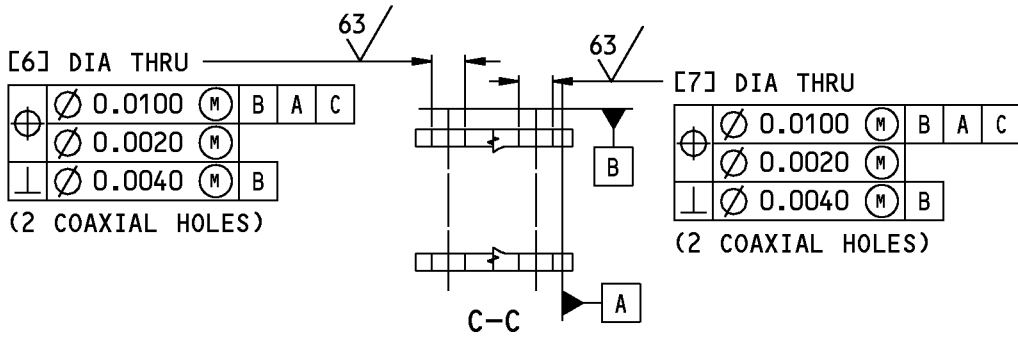 63
63
[6] DIA THRU
⌖ Ø 0.0100 Ⓜ B A C
Ø 0.0020 Ⓜ
⊥ Ø 0.0040 Ⓜ B
(2 COAXIAL HOLES)
[7] DIA THRU
⌖ Ø 0.0100 Ⓜ B A C
Ø 0.0020 Ⓜ
⊥ Ø 0.0040 Ⓜ B
(2 COAXIAL HOLES)
B
A
C-C